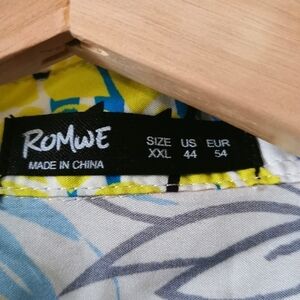 ROMWE
MADE IN CHINA
SIZE US EUR
XXL 44 54